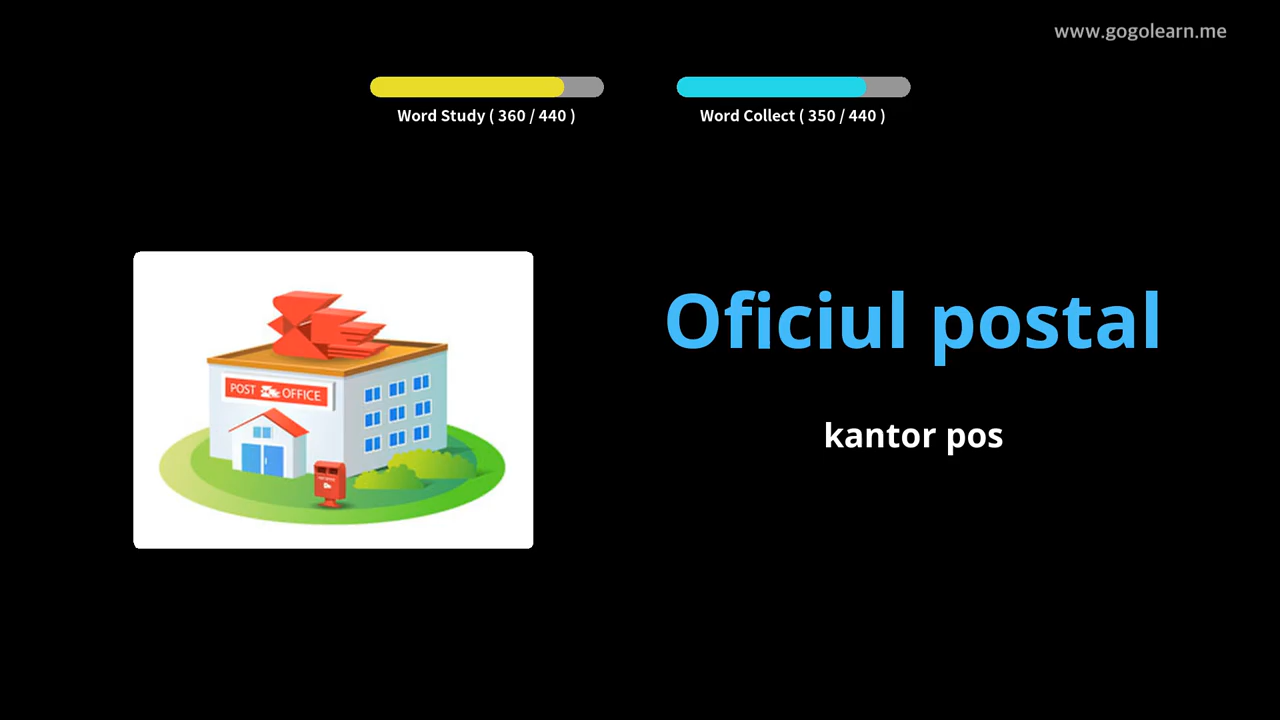 www.gogolearn.me
Word Study ( 360 / 440 )
Word Collect ( 350 / 440 )
POST OFFICE
Oficiul postal
kantor pos